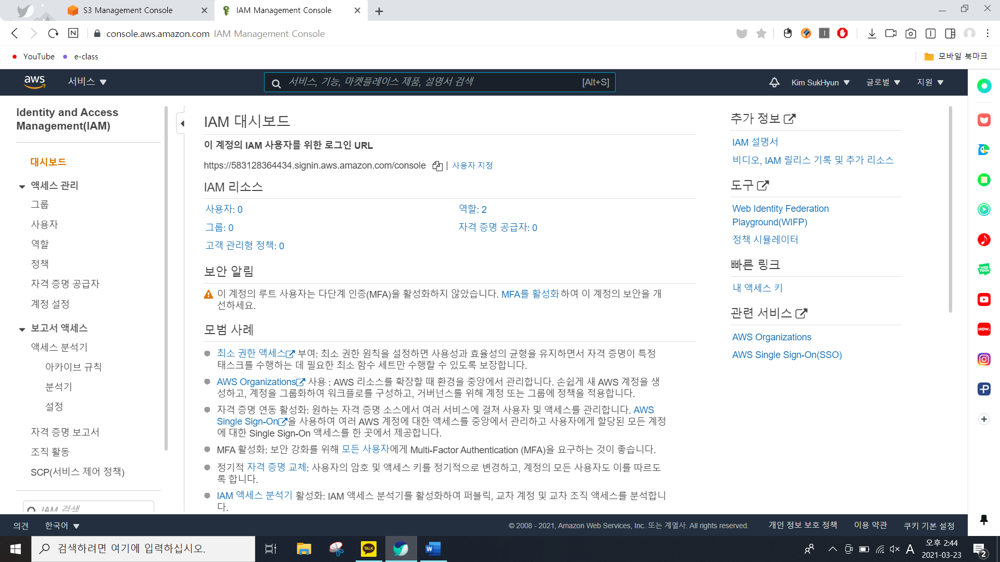 S3 Management Console
IAM Management Console
N
console.aws.amazon.com IAM Management Console
YouTube
e-class
모바일 북마크
aws
서비스
서비스, 기능, 마켓플레이스 제품, 설명서 검색
[Alt+S]
Kim SukHyun
글로벌
지원
Identity and Access
Management(IAM)
대시보드
액세스 관리
그룹
사용자
역할
정책
자격 증명 공급자
계정 설정
보고서 액세스
액세스 분석기
아카이브 규칙
분석기
설정
자격 증명 보고서
조직 활동
SCP(서비스 제어 정책)
IAM 검색
IAM 대시보드
이 계정의 IAM 사용자를 위한 로그인 URL
https://583128364434.signin.aws.amazon.com/console | 사용자 지정
IAM 리소스
사용자: 0
역할: 2
그룹: 0
자격 증명 공급자: 0
고객 관리형 정책: 0
보안 알림
이 계정의 루트 사용자는 다단계 인증(MFA)을 활성화하지 않았습니다. MFA를 활성화하여 이 계정의 보안을 개
선하세요.
모범 사례
최소 권한 액세스 부여: 최소 권한 원칙을 설정하면 사용성과 효율성의 균형을 유지하면서 자격 증명이 특정
태스크를 수행하는 데 필요한 최소 함수 세트만 수행할 수 있도록 보장합니다.
AWS Organizations 사용 : AWS 리소스를 확장할 때 환경을 중앙에서 관리합니다. 손쉽게 새 AWS 계정을 생
성하고, 계정을 그룹화하여 워크플로를 구성하고, 거버넌스를 위해 계정 또는 그룹에 정책을 적용합니다.
자격 증명 연동 활성화: 원하는 자격 증명 소스에서 여러 서비스에 걸쳐 사용자 및 액세스를 관리합니다. AWS
Single Sign-On을 사용하여 여러 AWS 계정에 대한 액세스를 중앙에서 관리하고 사용자에게 할당된 모든 계정
에 대한 Single Sign-On 액세스를 한 곳에서 제공합니다.
MFA 활성화: 보안 강화를 위해 모든 사용자에게 Multi-Factor Authentication (MFA)을 요구하는 것이 좋습니다.
정기적 자격 증명 교체: 사용자의 암호 및 액세스 키를 정기적으로 변경하고, 계정의 모든 사용자도 이를 따르도
록 합니다.
IAM 액세스 분석기 활성화: IAM 액세스 분석기를 활성화하여 퍼블릭, 교차 계정 및 교차 조직 액세스를 분석합니
다.
추가 정보
IAM 설명서
비디오, IAM 릴리스 기록 및 추가 리소스
도구
Web Identity Federation
Playground(WIFP)
정책 시뮬레이터
빠른 링크
내 액세스 키
관련 서비스
AWS Organizations
AWS Single Sign-On(SSO)
WEB
TOON
NOW.
의견
한국어
© 2008 - 2021, Amazon Web Services, Inc. 또는 계열사. All rights reserved.
개인 정보 보호 정책
이용 약관
쿠키 기본 설정
검색하려면 여기에 입력하십시오.
TALK
W
A
오후 2:44
2021-03-23
2